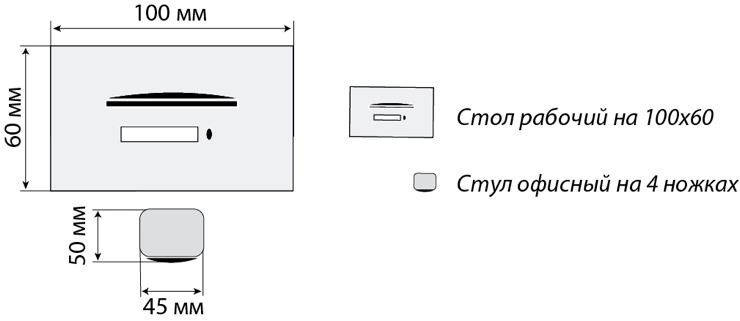 100 мм
60 мм
Стол рабочий на 100х60
Стул офисный на 4 ножках
50 мм
45 мм